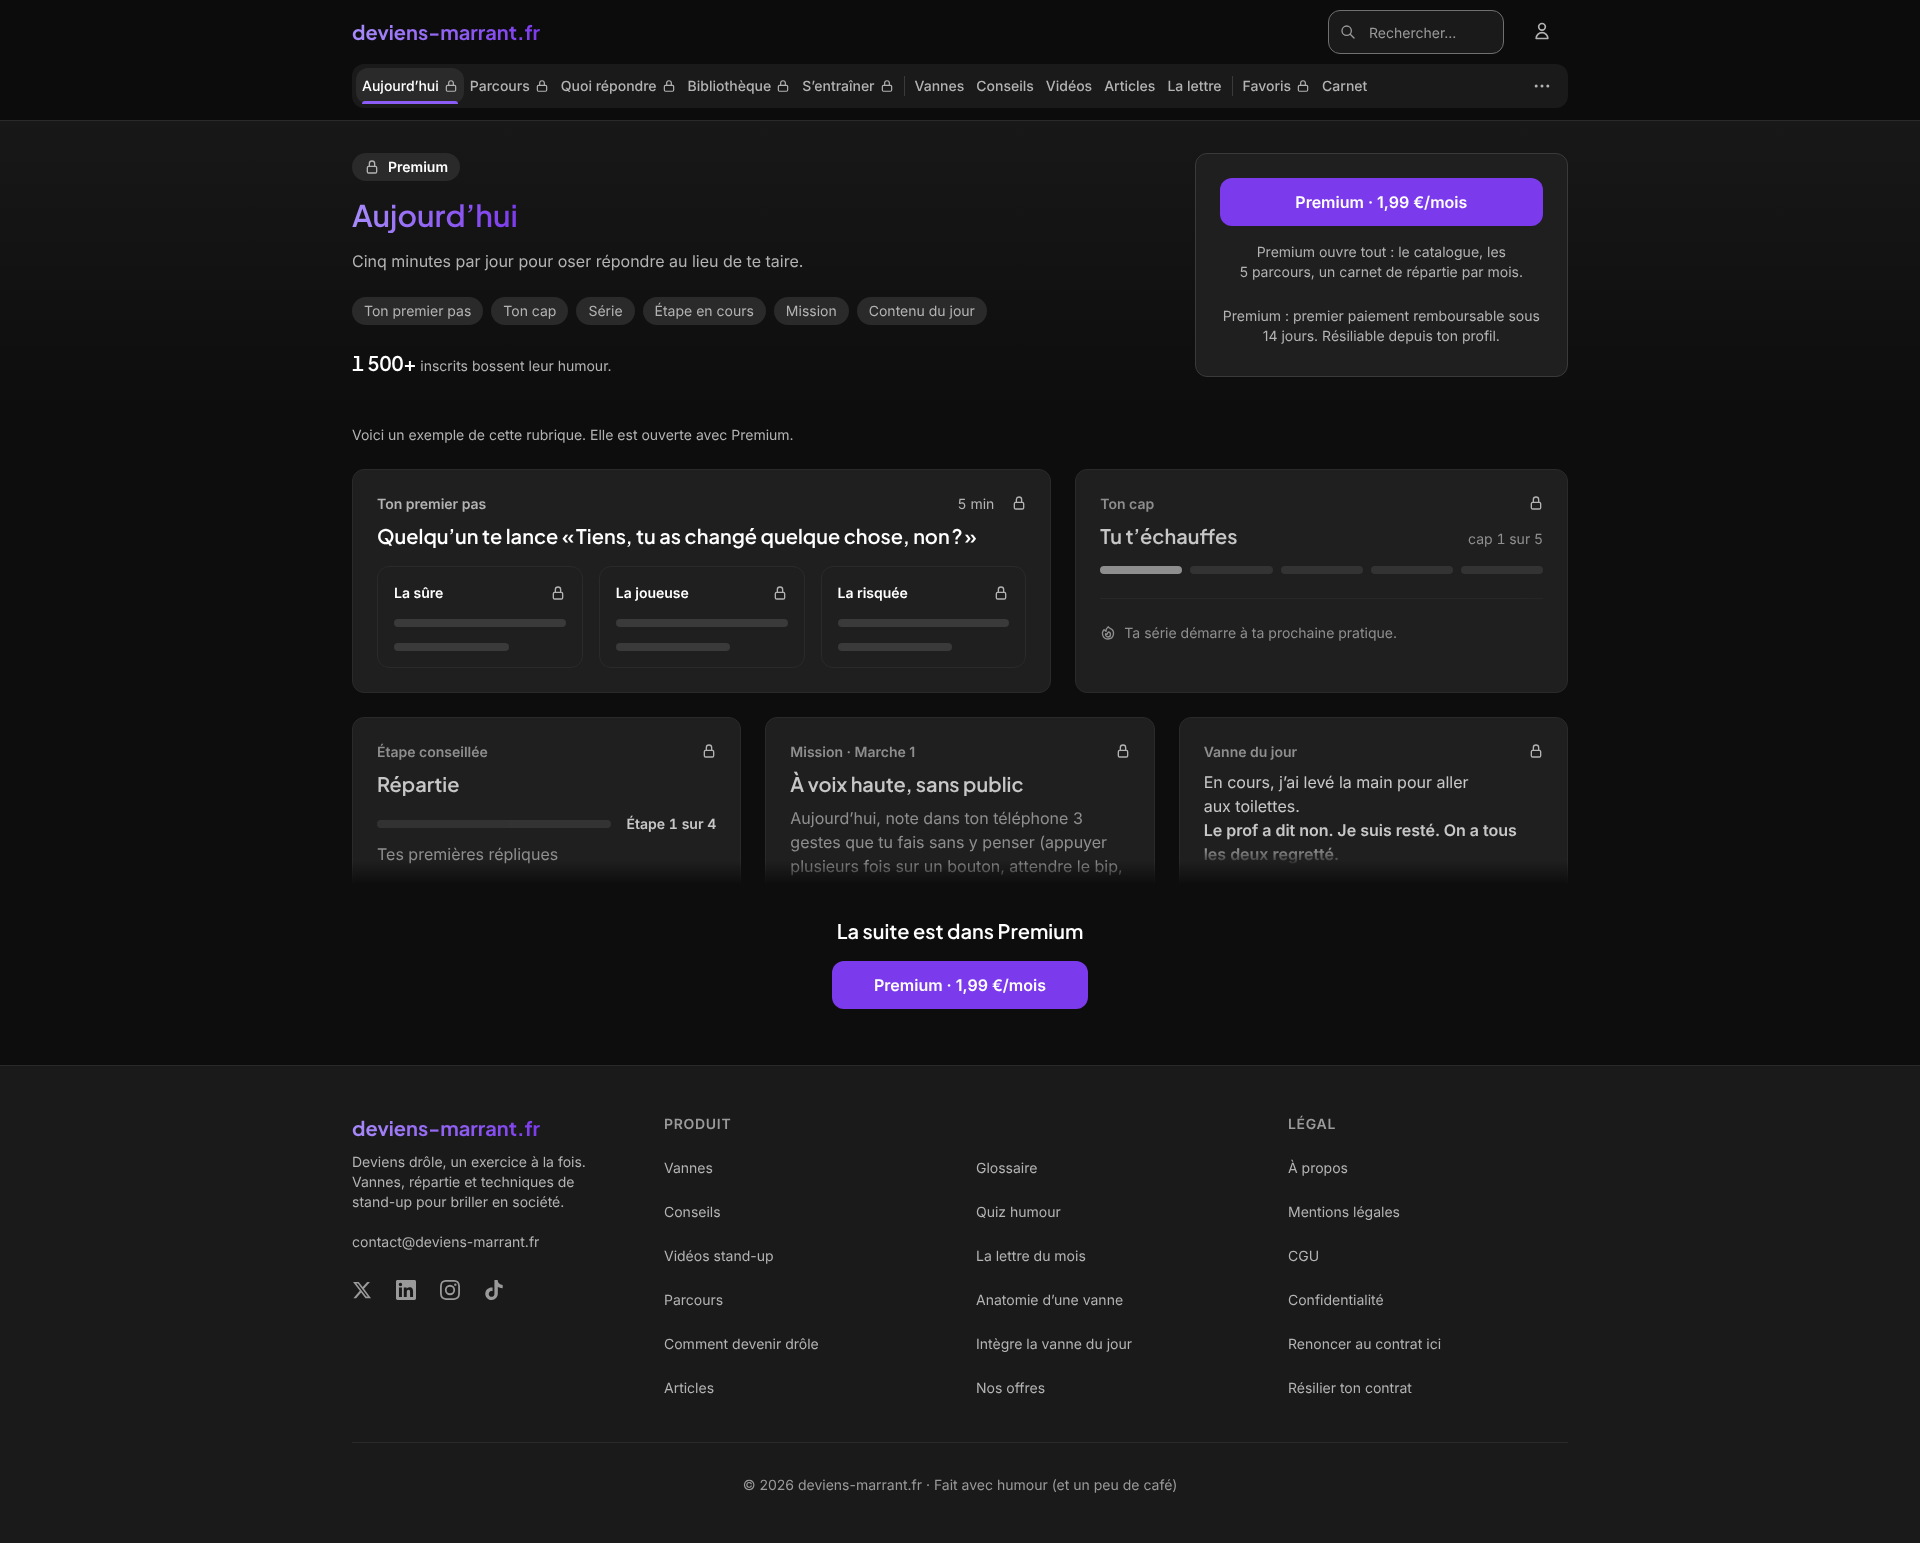 deviens-marrant.fr
Rechercher...
Aujourd’hui
Parcours
Quoi répondre
Bibliothèque
S’entraîner
Vannes
Conseils
Vidéos
Articles
La lettre
Favoris
Carnet
Premium
Aujourd’hui
Cinq minutes par jour pour oser répondre au lieu de te taire.
Ton premier pas
Ton cap
Série
Étape en cours
Mission
Contenu du jour
1 500+ inscrits bossent leur humour.
Premium · 1,99 €/mois
Premium ouvre tout : le catalogue, les
5 parcours, un carnet de répartie par mois.
Premium : premier paiement remboursable sous
14 jours. Résiliable depuis ton profil.
Voici un exemple de cette rubrique. Elle est ouverte avec Premium.
Ton premier pas
5 min
Quelqu’un te lance « Tiens, tu as changé quelque chose, non ? »
La sûre
La joueuse
La risquée
Ton cap
Tu t’échauffes
cap 1 sur 5
Ta série démarre à ta prochaine pratique.
Étape conseillée
Répartie
Étape 1 sur 4
Tes premières répliques
Mission · Marche 1
À voix haute, sans public
Aujourd’hui, note dans ton téléphone 3
gestes que tu fais sans y penser (appuyer
plusieurs fois sur un bouton, attendre le bip,
Vanne du jour
En cours, j’ai levé la main pour aller
aux toilettes.
Le prof a dit non. Je suis resté. On a tous
les deux regretté.
La suite est dans Premium
Premium · 1,99 €/mois
deviens-marrant.fr
Deviens drôle, un exercice à la fois.
Vannes, répartie et techniques de
stand-up pour briller en société.
contact@deviens-marrant.fr
PRODUIT
Vannes
Conseils
Vidéos stand-up
Parcours
Comment devenir drôle
Articles
Glossaire
Quiz humour
La lettre du mois
Anatomie d’une vanne
Intègre la vanne du jour
Nos offres
LÉGAL
À propos
Mentions légales
CGU
Confidentialité
Renoncer au contrat ici
Résilier ton contrat
© 2026 deviens-marrant.fr · Fait avec humour (et un peu de café)